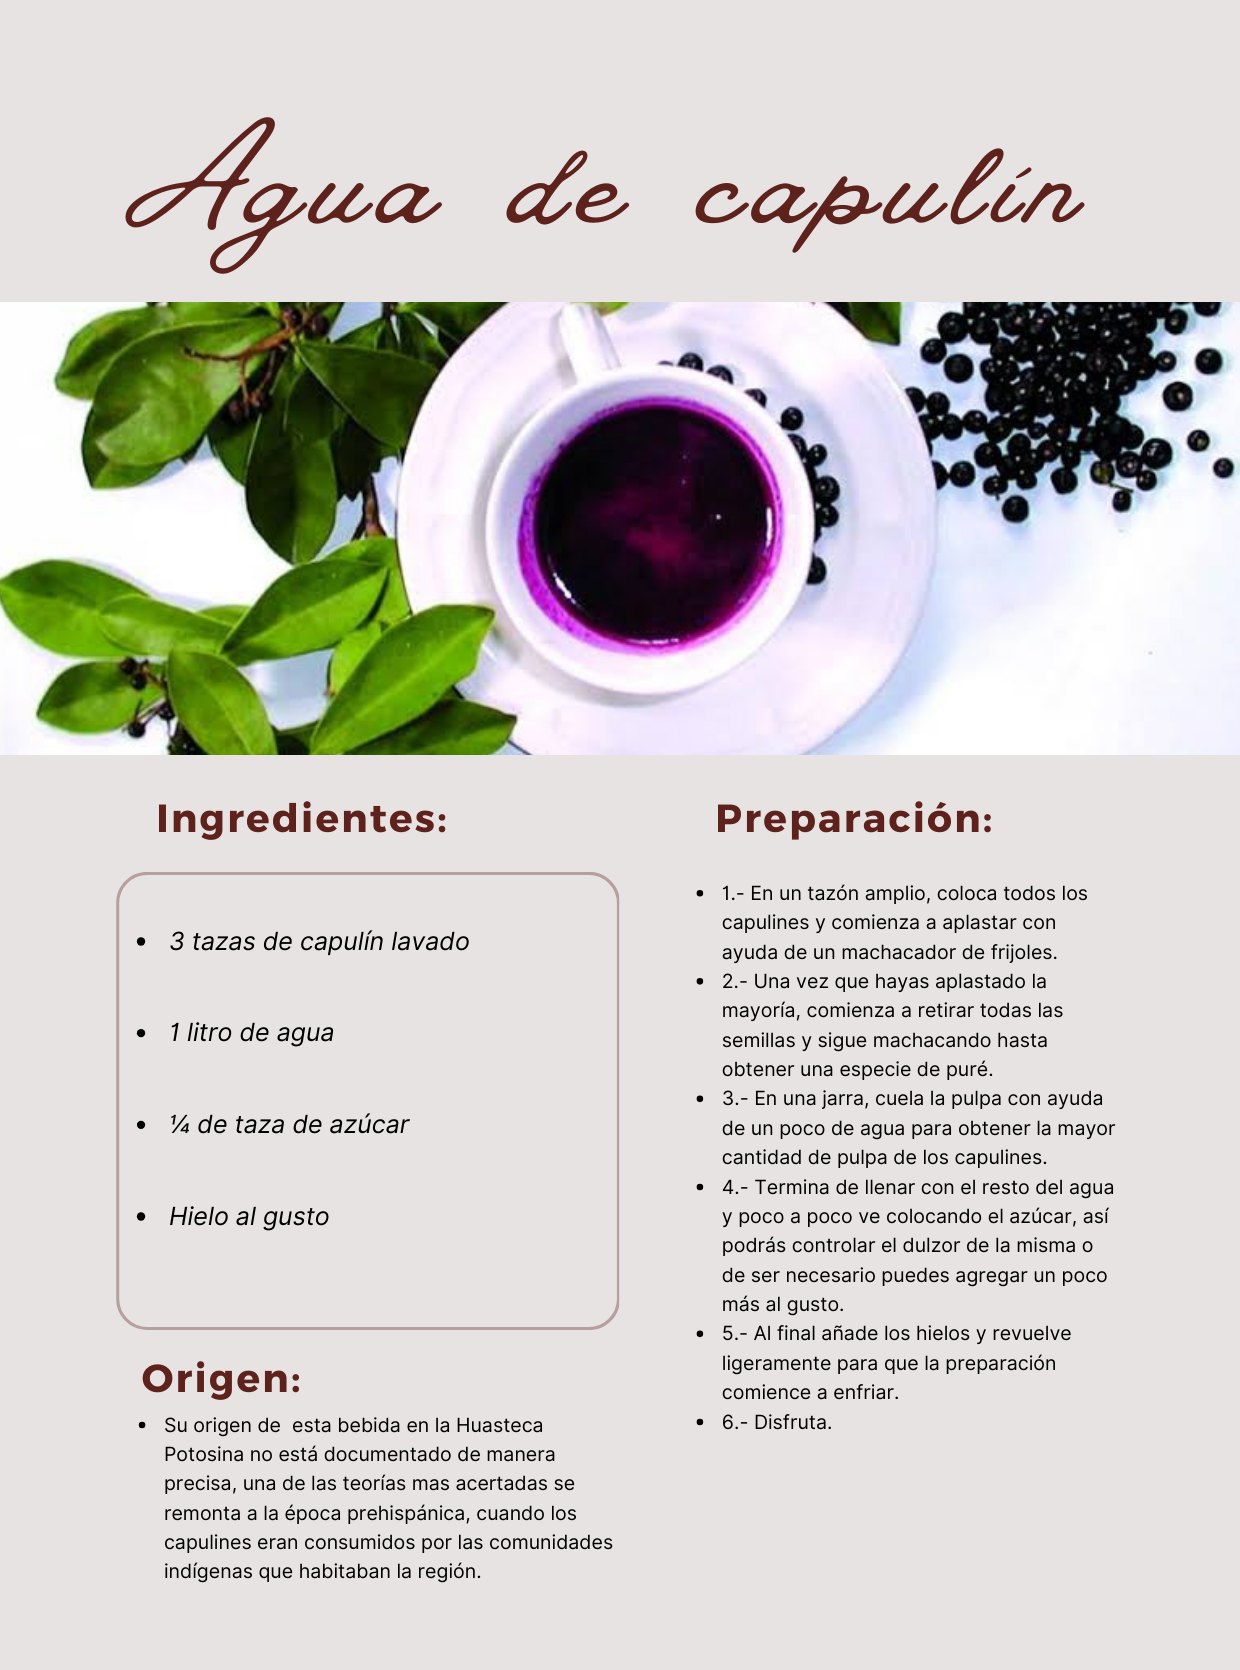 Agua de capulín
Ingredientes:
• 3 tazas de capulín lavado
• 1 litro de agua
• ¼ de taza de azúcar
• Hielo al gusto
Origen:
• Su origen de  esta bebida en la Huasteca
Potosina no está documentado de manera
precisa, una de las teorías mas acertadas se
remonta a la época prehispánica, cuando los
capulines eran consumidos por las comunidades
indígenas que habitaban la región.
Preparación:
• 1.- En un tazón amplio, coloca todos los
capulines y comienza a aplastar con
ayuda de un machacador de frijoles.
• 2.- Una vez que hayas aplastado la
mayoría, comienza a retirar todas las
semillas y sigue machacando hasta
obtener una especie de puré.
• 3.- En una jarra, cuela la pulpa con ayuda
de un poco de agua para obtener la mayor
cantidad de pulpa de los capulines.
• 4.- Termina de llenar con el resto del agua
y poco a poco ve colocando el azúcar, así
podrás controlar el dulzor de la misma o
de ser necesario puedes agregar un poco
más al gusto.
• 5.- Al final añade los hielos y revuelve
ligeramente para que la preparación
comience a enfriar.
• 6.- Disfruta.